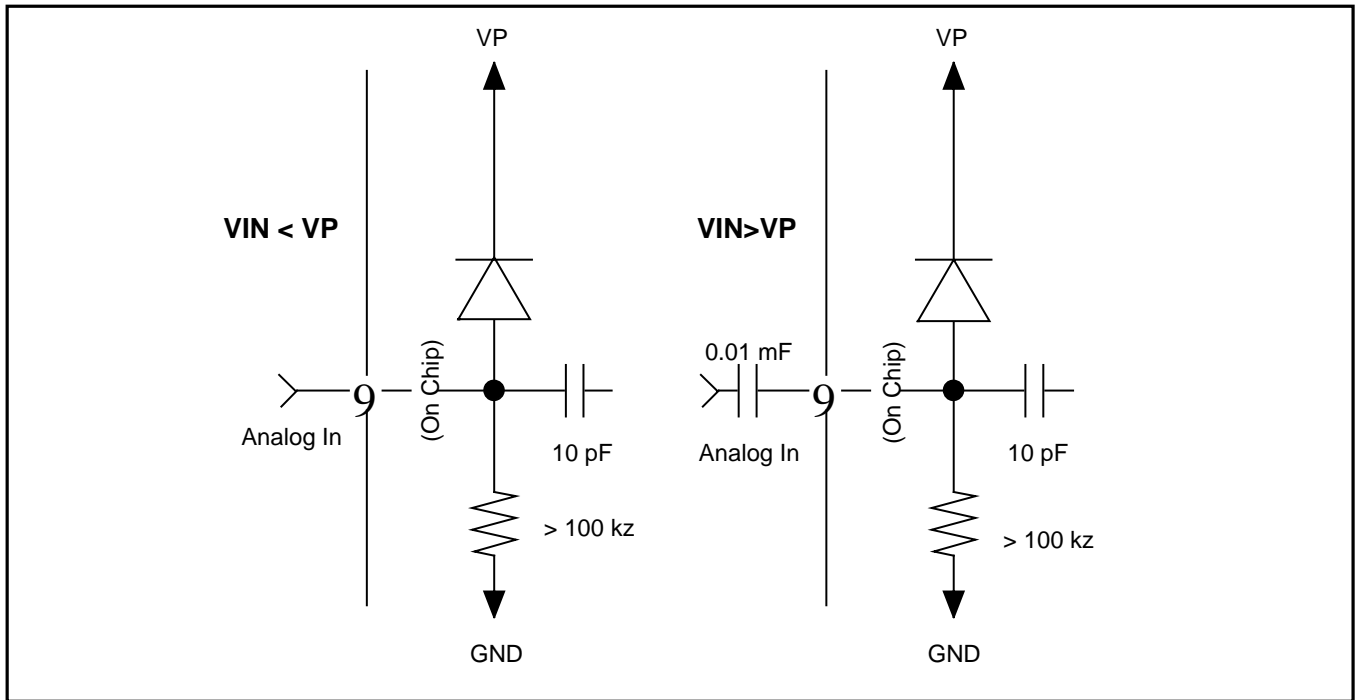 VP
VIN < VP
(On Chip)
9
Analog In
10 pF
> 100 kz
GND
VP
VIN>VP
0.01 mF
(On Chip)
9
Analog In
10 pF
> 100 kz
GND